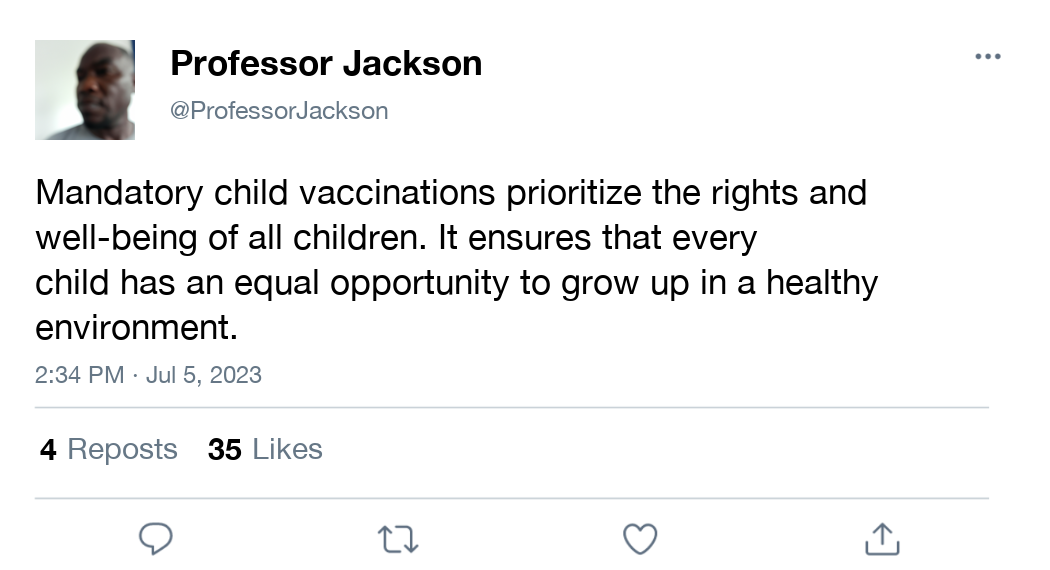 Professor Jackson
@ProfessorJackson
Mandatory child vaccinations prioritize the rights and
well-being of all children. It ensures that every
child has an equal opportunity to grow up in a healthy
environment.
2:34 PM · Jul 5, 2023
4 Reposts 35 Likes